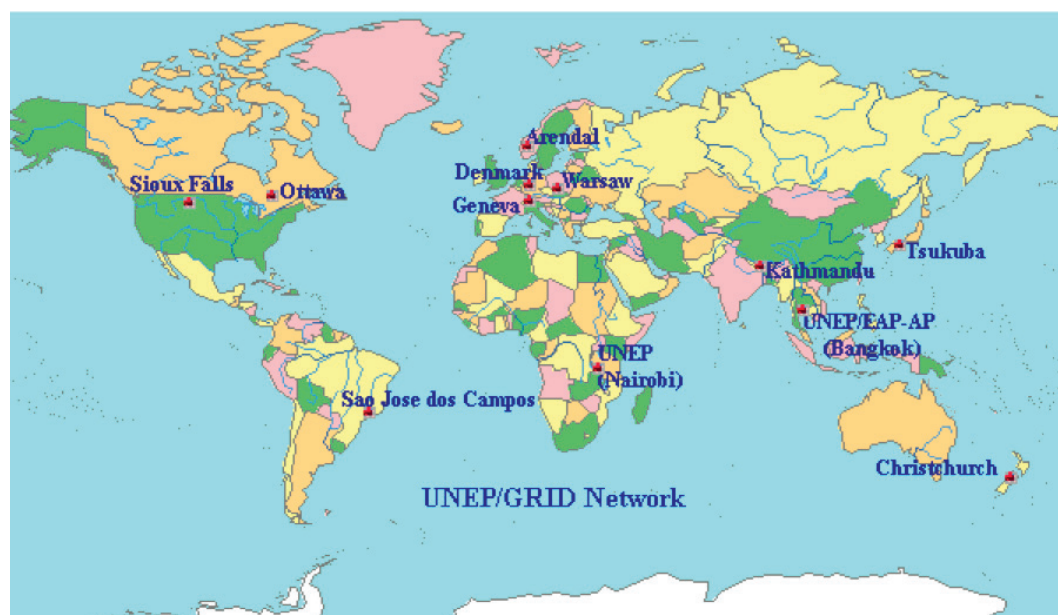 Arendal
Denmark
Warsaw
Sioux Falls
Ottawa
Geneva
Tsukuba
Kathmandu
UNEP/EAP-AP
(Bangkok)
UNEP
(Nairobi)
Sao Jose dos Campos
Christchurch
UNEP/GRID Network